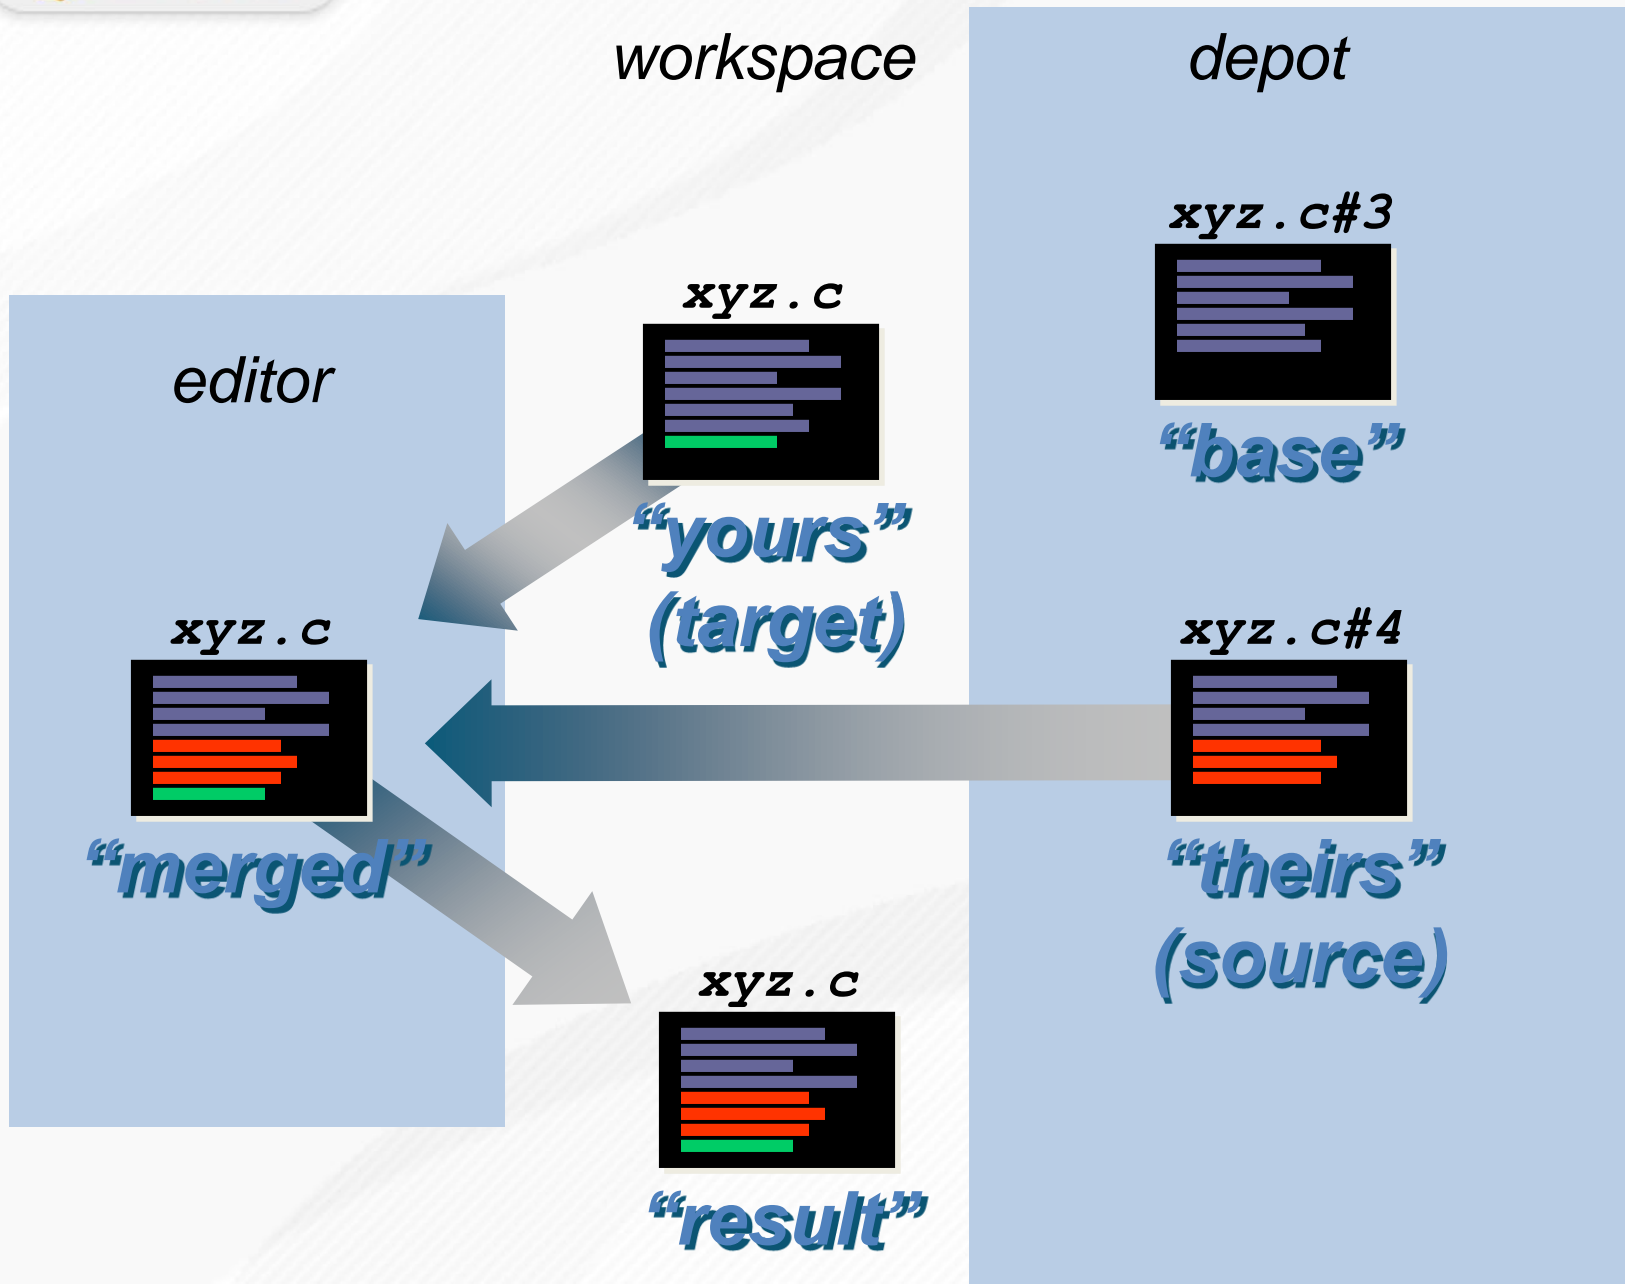 workspace
depot
xyz.c#3
“base”
xyz.c
“yours”
(target)
editor
xyz.c
“merged”
xyz.c#4
“theirs”
(source)
xyz.c
“result”